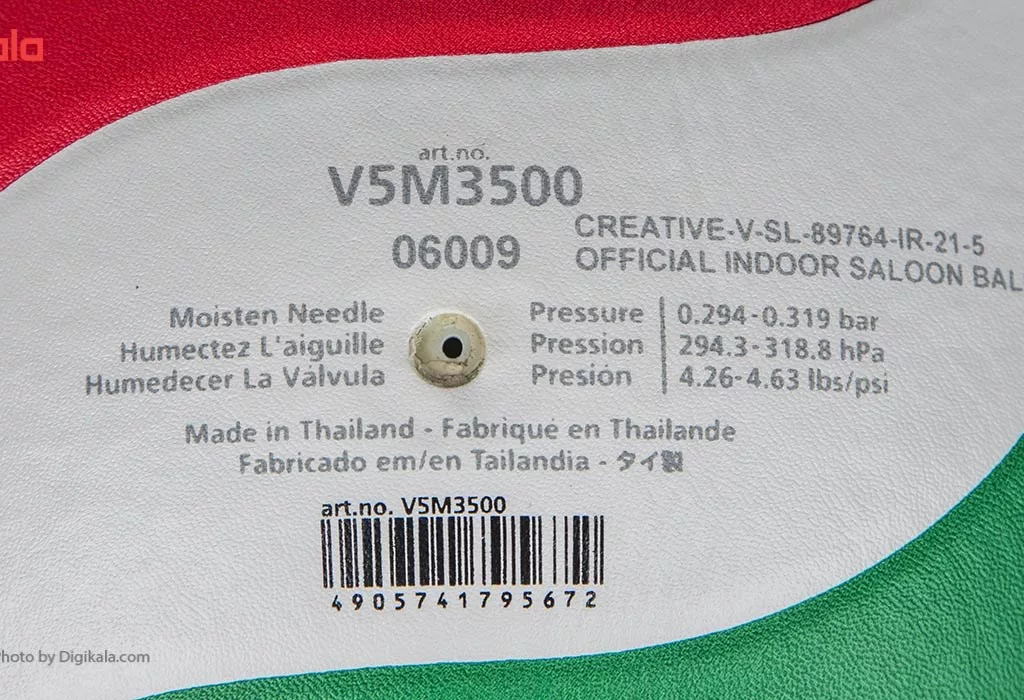 ala
art.no.
V5M3500
06009
CREATIVE-V-SL-89764-IR-21-5
OFFICIAL INDOOR SALOON BAL
Moisten Needle
Humectez L'aiguille
Humedecer La Válvula
Pressure
Pression
Presión
0.294-0.319 bar
294.3-318.8 hPa
4.26-4.63 lbs/psi
Made in Thailand - Fabriqué en Thaïlande
Fabricado em/en Tailandia - タイ製
art.no. V5M3500
4905741795672
Photo by Digikala.com